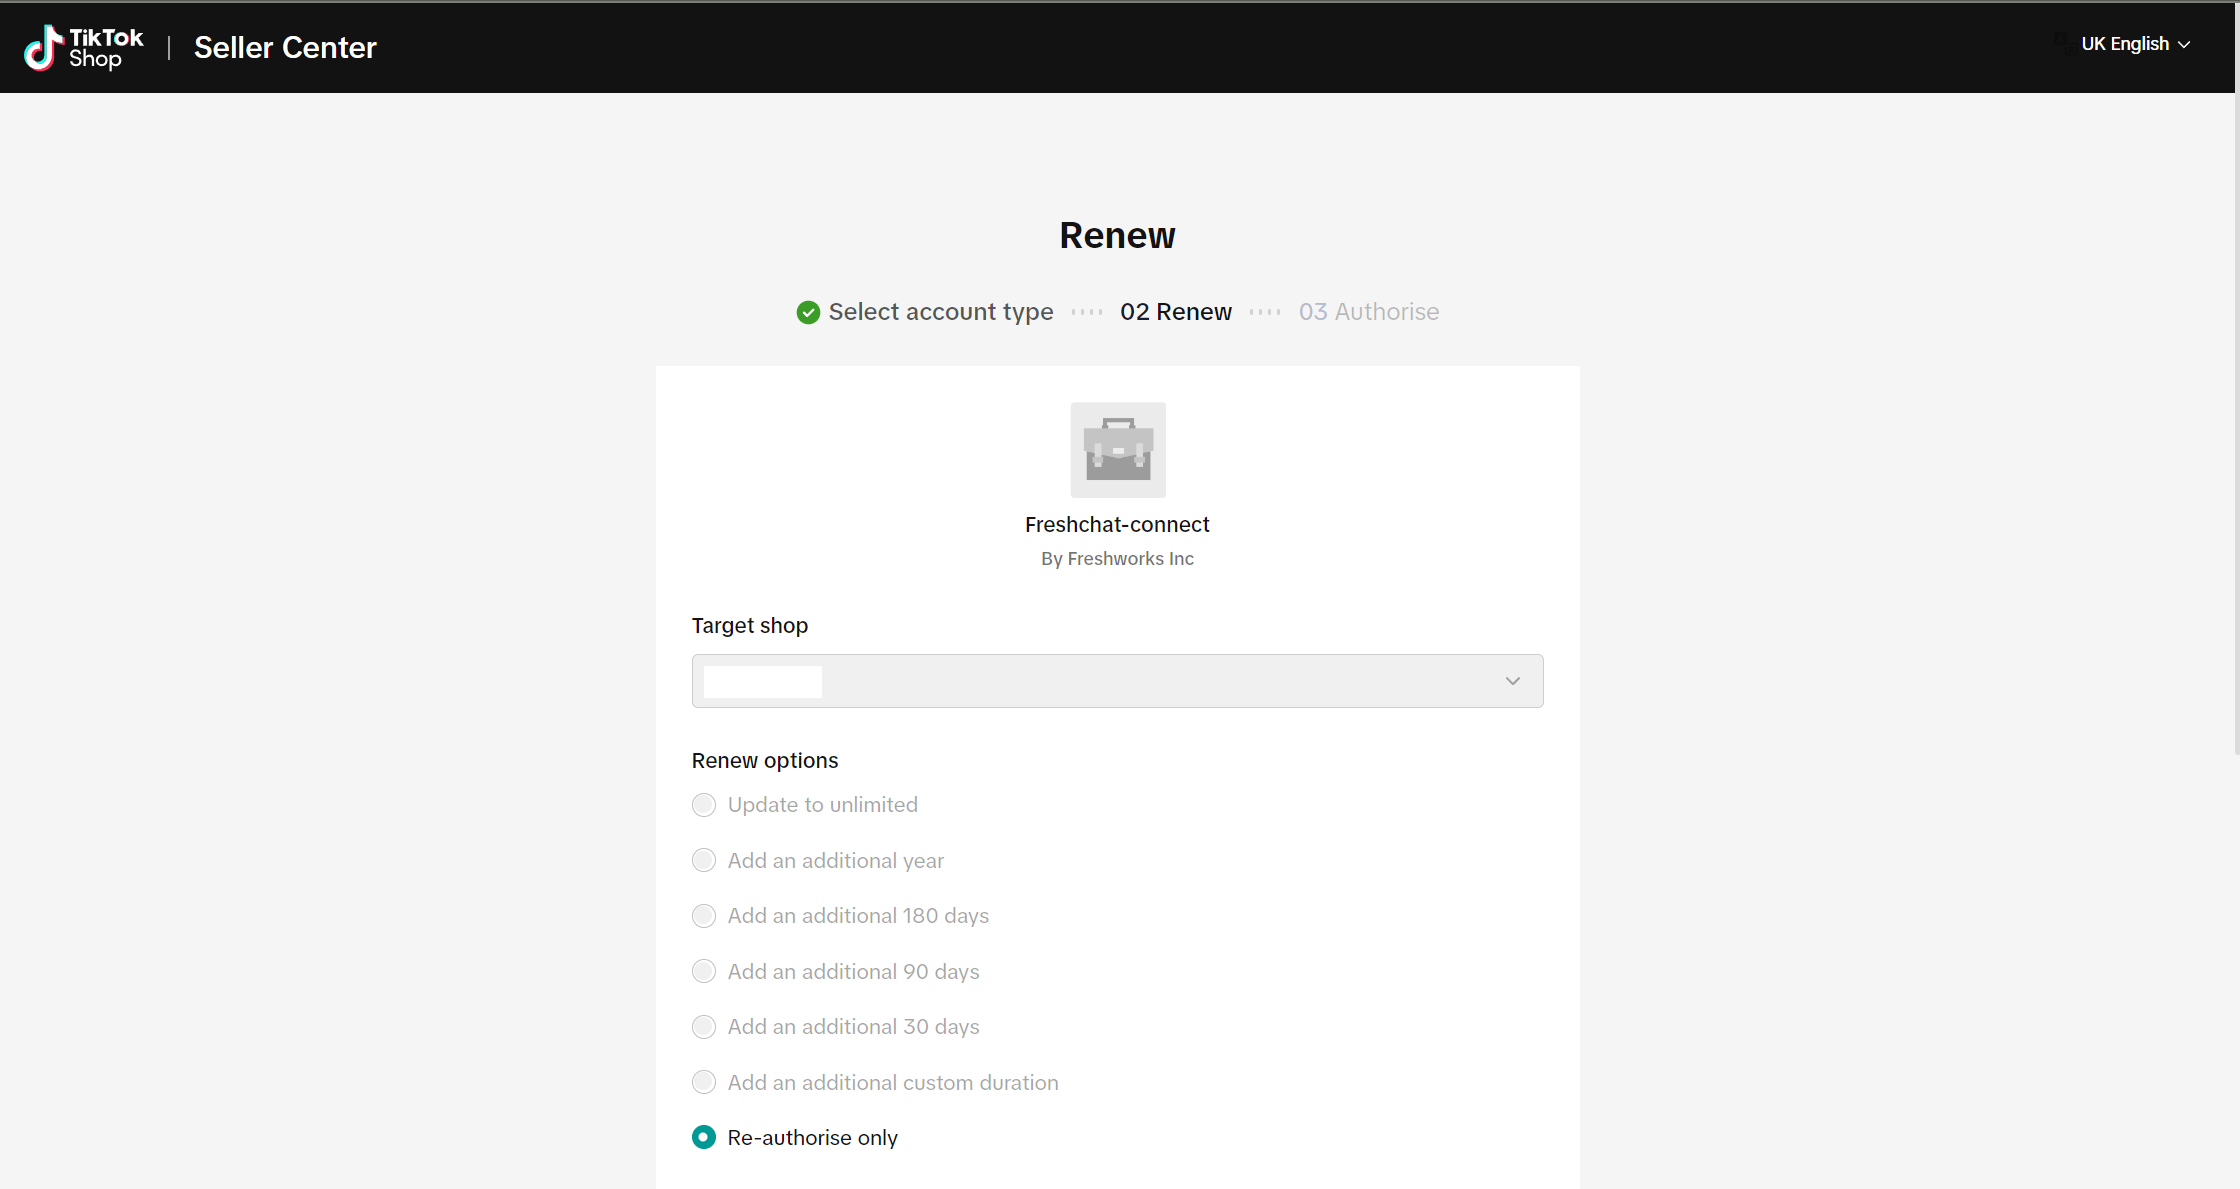 TikTok
Shop
Seller Center
UK English
Renew
Select account type
02 Renew
03 Authorise
Freshchat-connect
By Freshworks Inc
Target shop
Renew options
Update to unlimited
Add an additional year
Add an additional 180 days
Add an additional 90 days
Add an additional 30 days
Add an additional custom duration
Re-authorise only